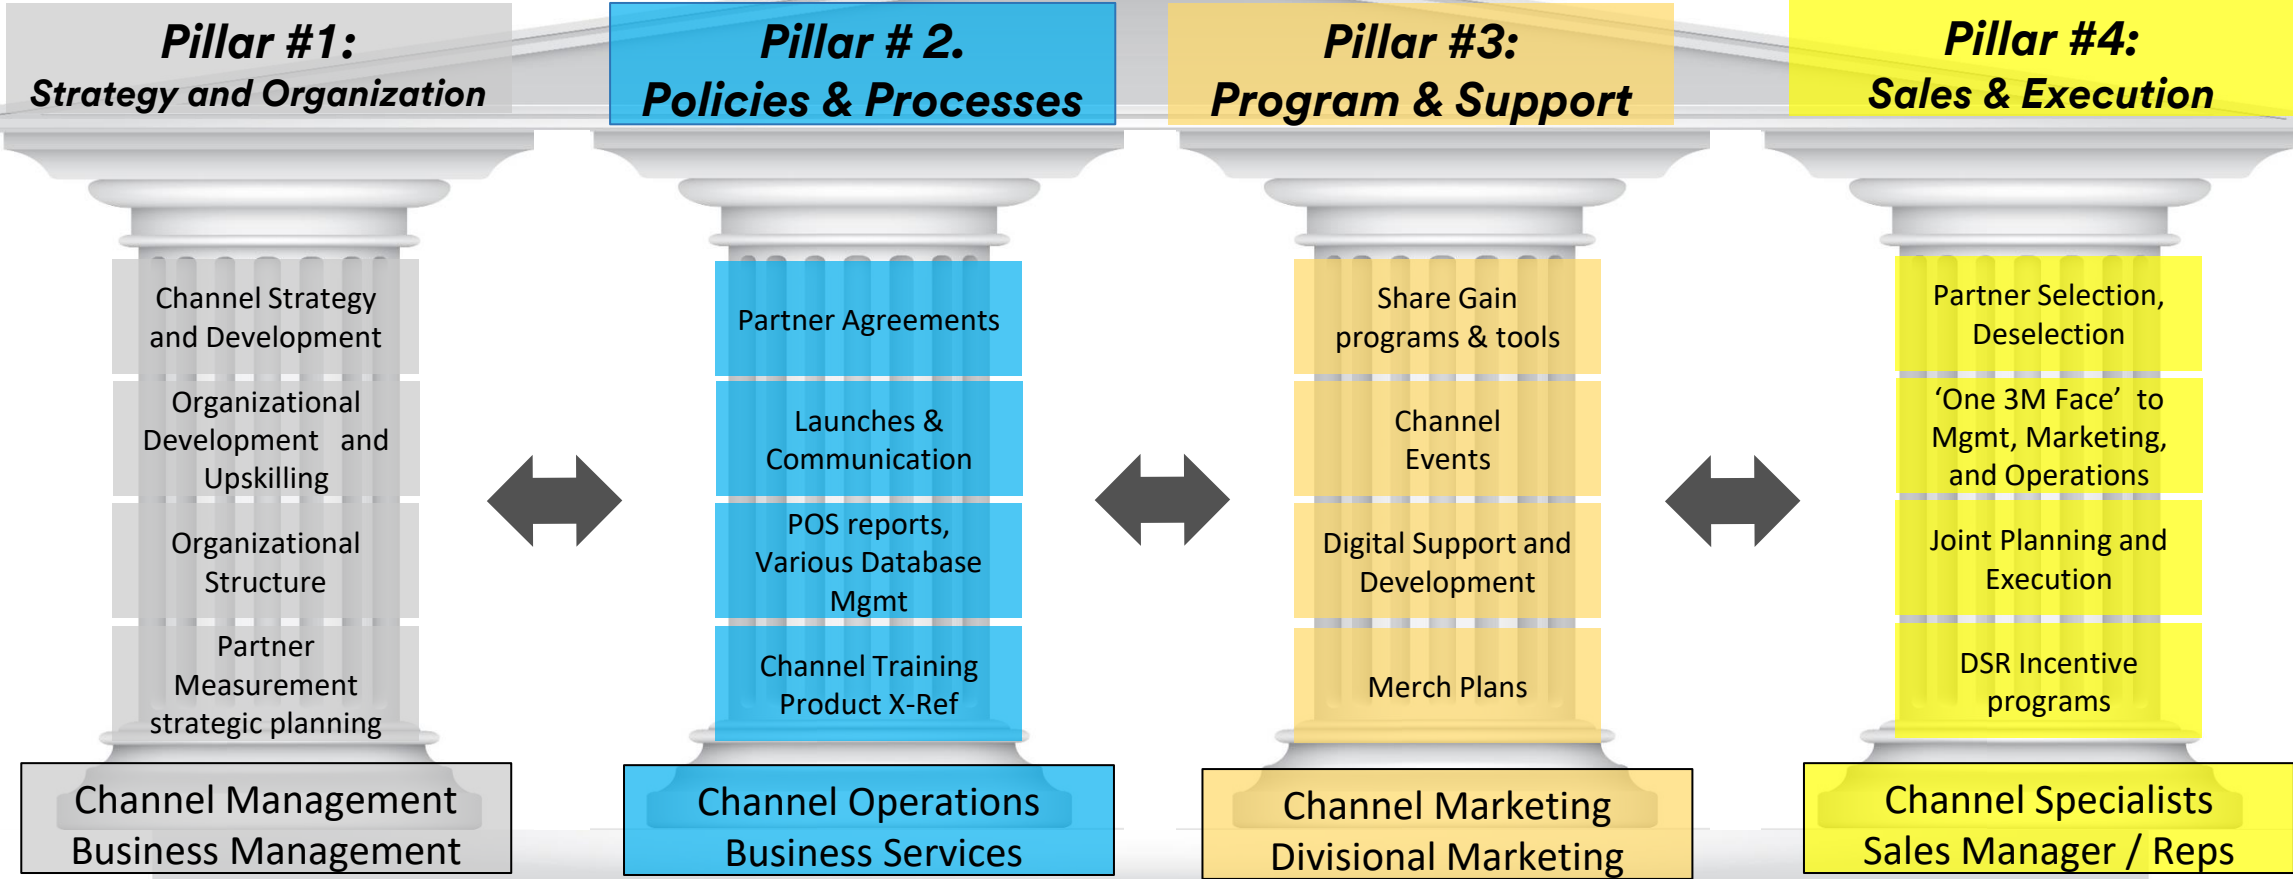 Pillar #1:
Strategy and Organization
Channel Strategy
and Development
Organizational
Development and
Upskilling
Organizational
Structure
Partner
Measurement
strategic planning
Channel Management
Business Management
Pillar # 2.
Policies & Processes
Partner Agreements
Launches &
Communication
POS reports,
Various Database
Mgmt
Channel Training
Product X-Ref
Channel Operations
Business Services
Pillar #3:
Program & Support
Share Gain
programs & tools
Channel
Events
Digital Support and
Development
Merch Plans
Channel Marketing
Divisional Marketing
Pillar #4:
Sales & Execution
Partner Selection,
Deselection
‘One 3M Face’ to
Mgmt, Marketing,
and Operations
Joint Planning and
Execution
DSR Incentive
programs
Channel Specialists
Sales Manager / Reps